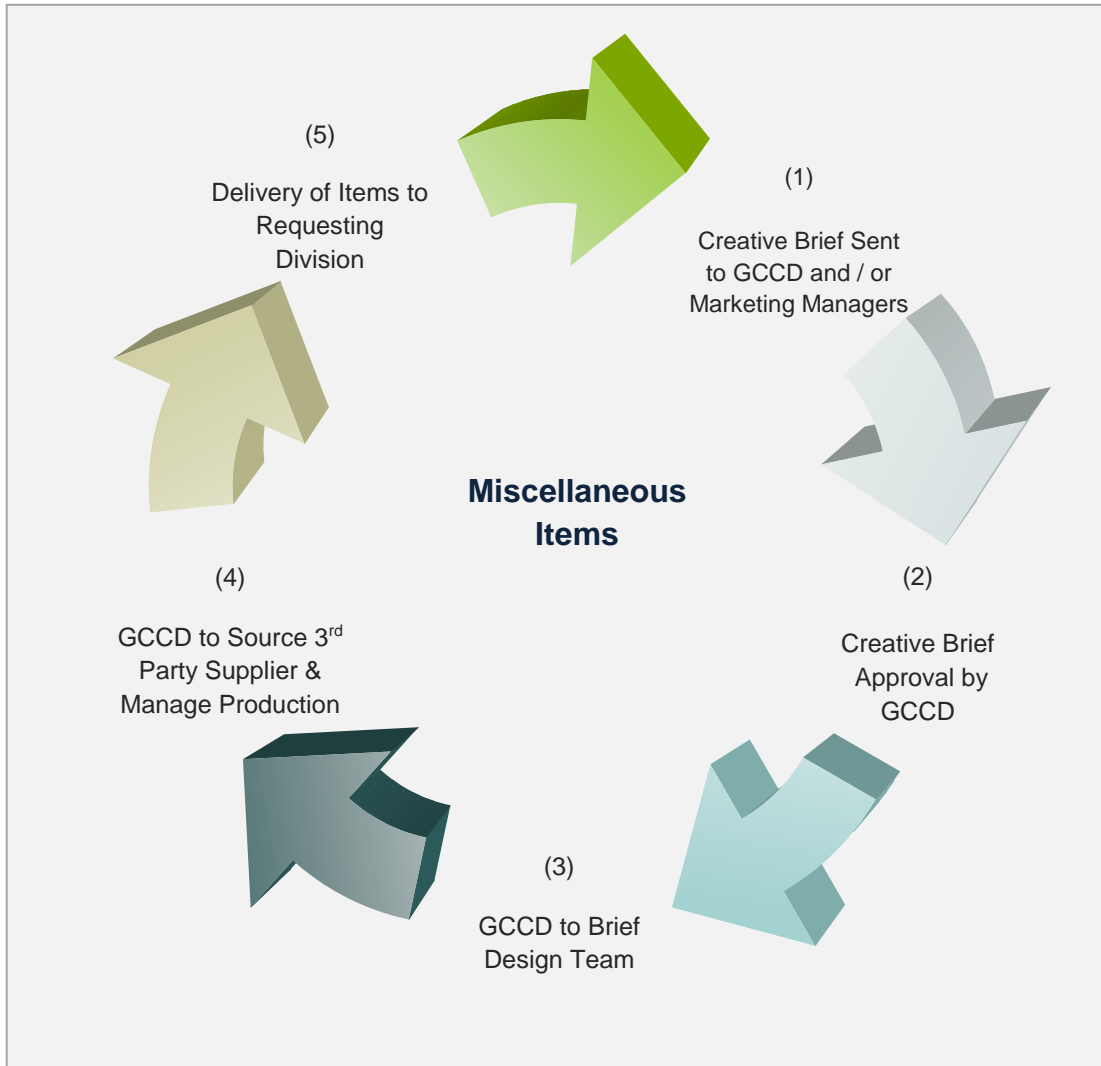 (1)
Creative Brief Sent
to GCCD and / or
Marketing Managers
(2)
Creative Brief
Approval by
GCCD
(3)
GCCD to Brief
Design Team
(4)
GCCD to Source 3rd
Party Supplier &
Manage Production
(5)
Delivery of Items to
Requesting
Division
Miscellaneous
Items